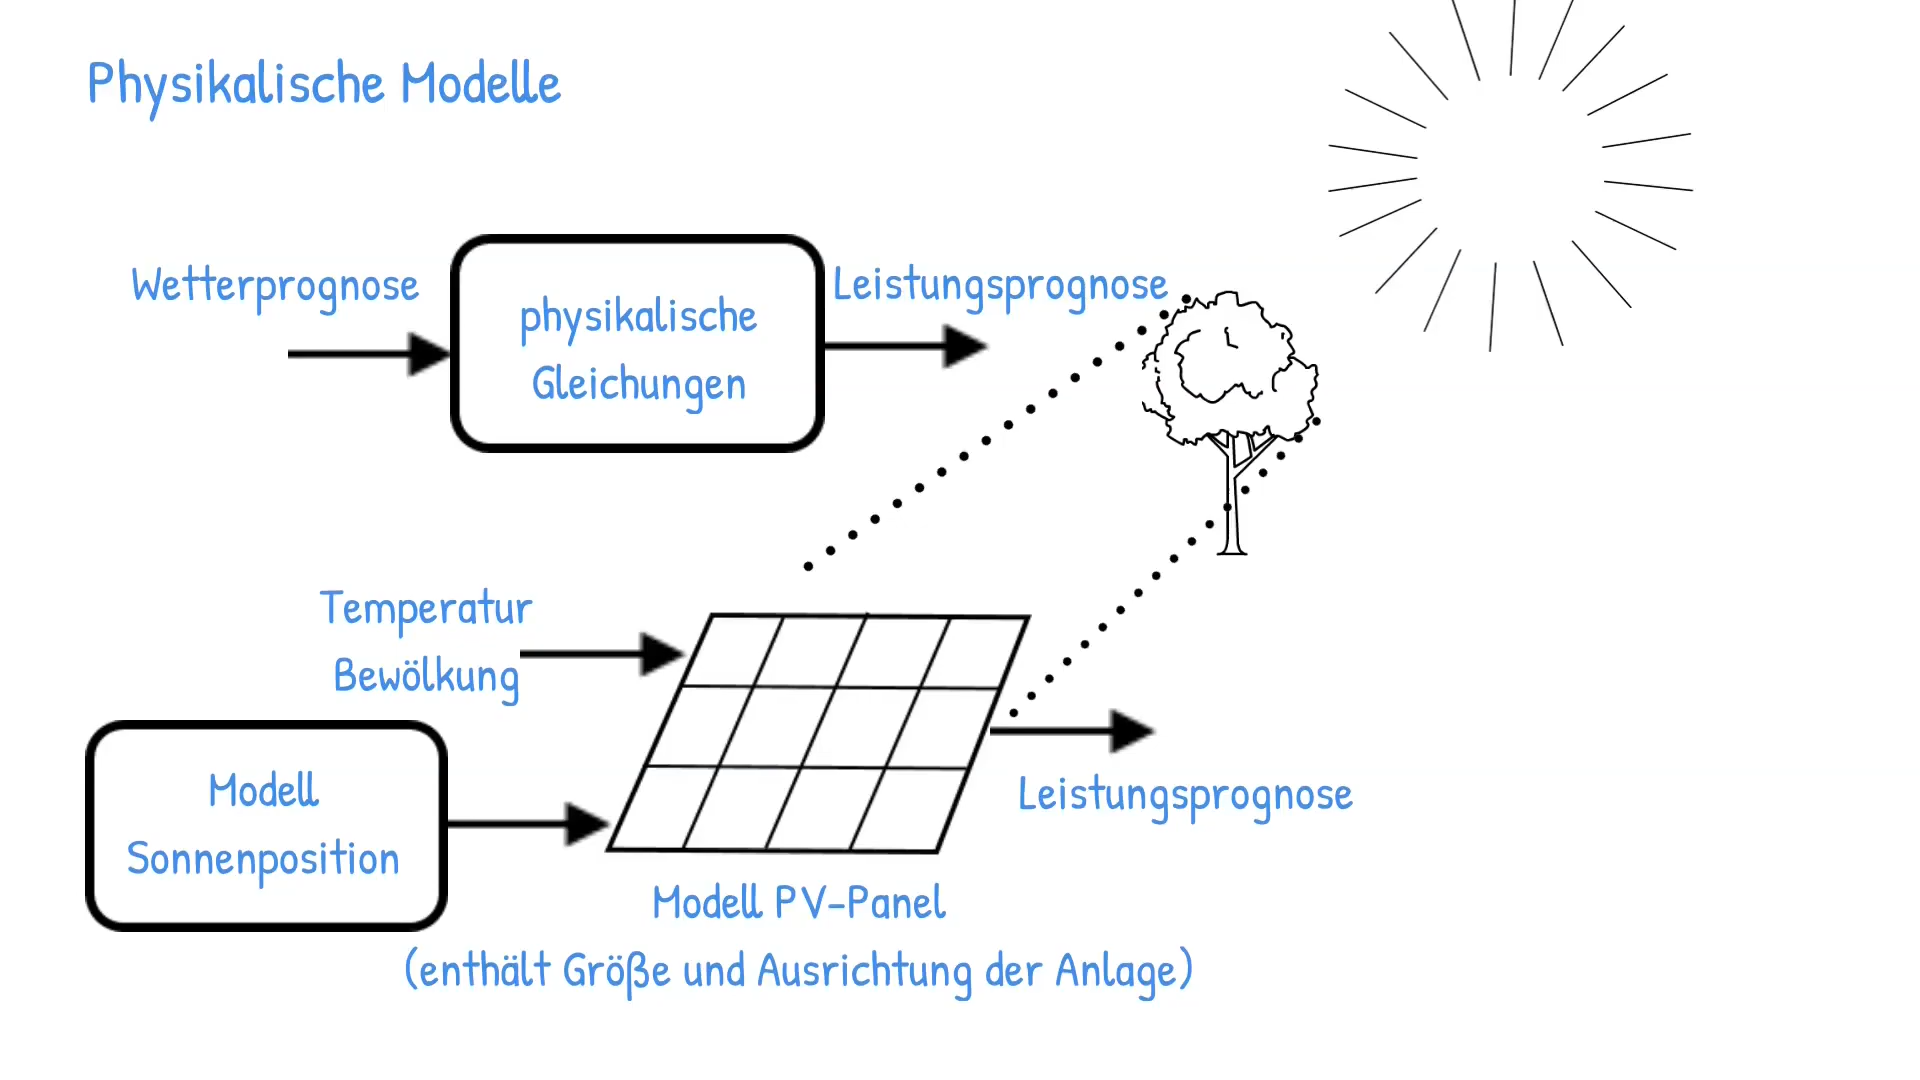 Physikalische Modelle
Wetterprognose
physikalische
Gleichungen
Leistungsprognose
Temperatur
Bewölkung
Modell
Sonnenposition
Leistungsprognose
Modell PV-Panel
(enthält Größe und Ausrichtung der Anlage)